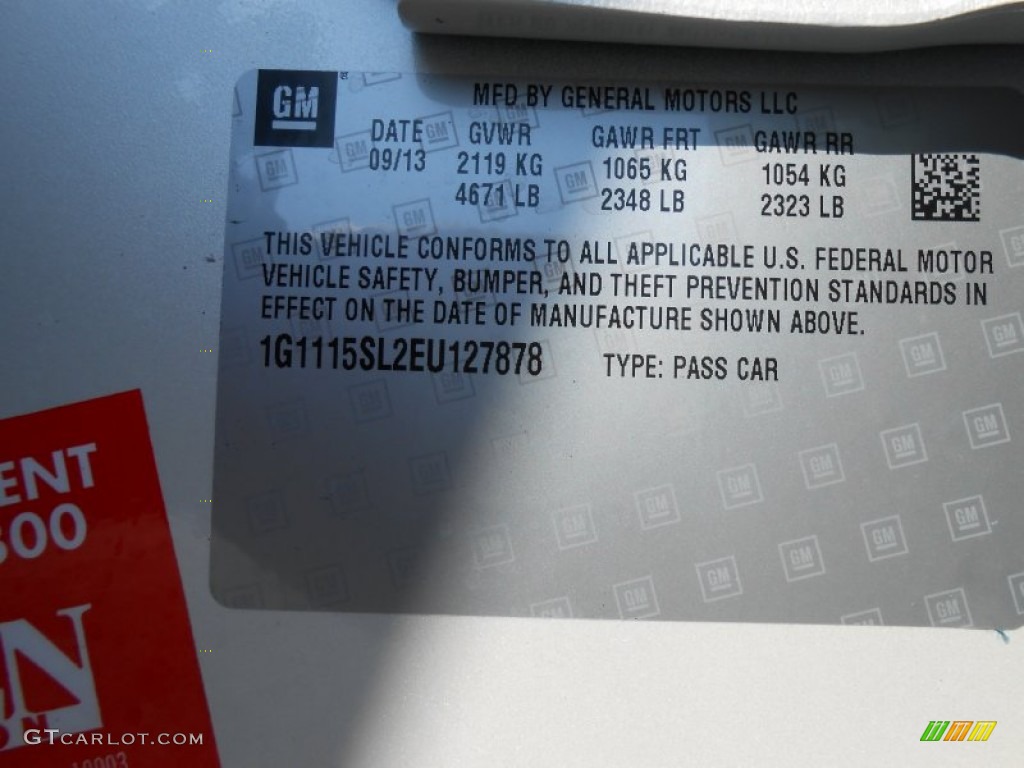 GM
MFD BY GENERAL MOTORS LLC
DATE GVWR GAWR FRT GAWR RR
09/13 2119 KG 1065 KG 1054 KG
4671 LB 2348 LB 2323 LB
THIS VEHICLE CONFORMS TO ALL APPLICABLE U.S. FEDERAL MOTOR
VEHICLE SAFETY, BUMPER, AND THEFT PREVENTION STANDARDS IN
EFFECT ON THE DATE OF MANUFACTURE SHOWN ABOVE.
1G1115SL2EU127878 TYPE: PASS CAR
ENT
300
N
GTCARLOT.COM